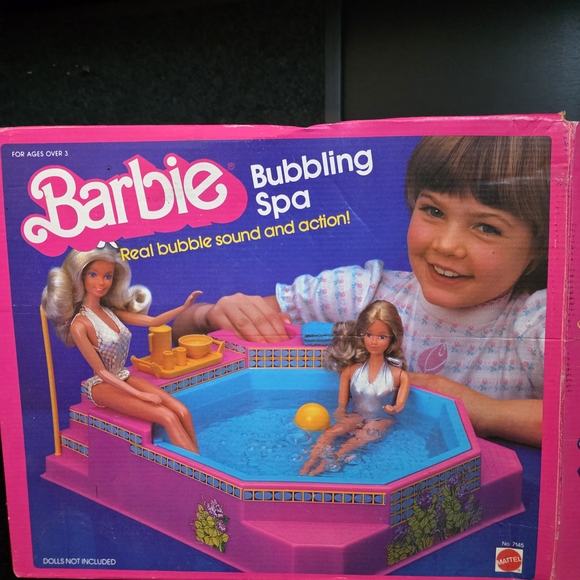 FOR AGES OVER 3
Barbie®
Bubbling
Spa
Real bubble sound and action!
DOLLS NOT INCLUDED
No. 7145
MATTEL